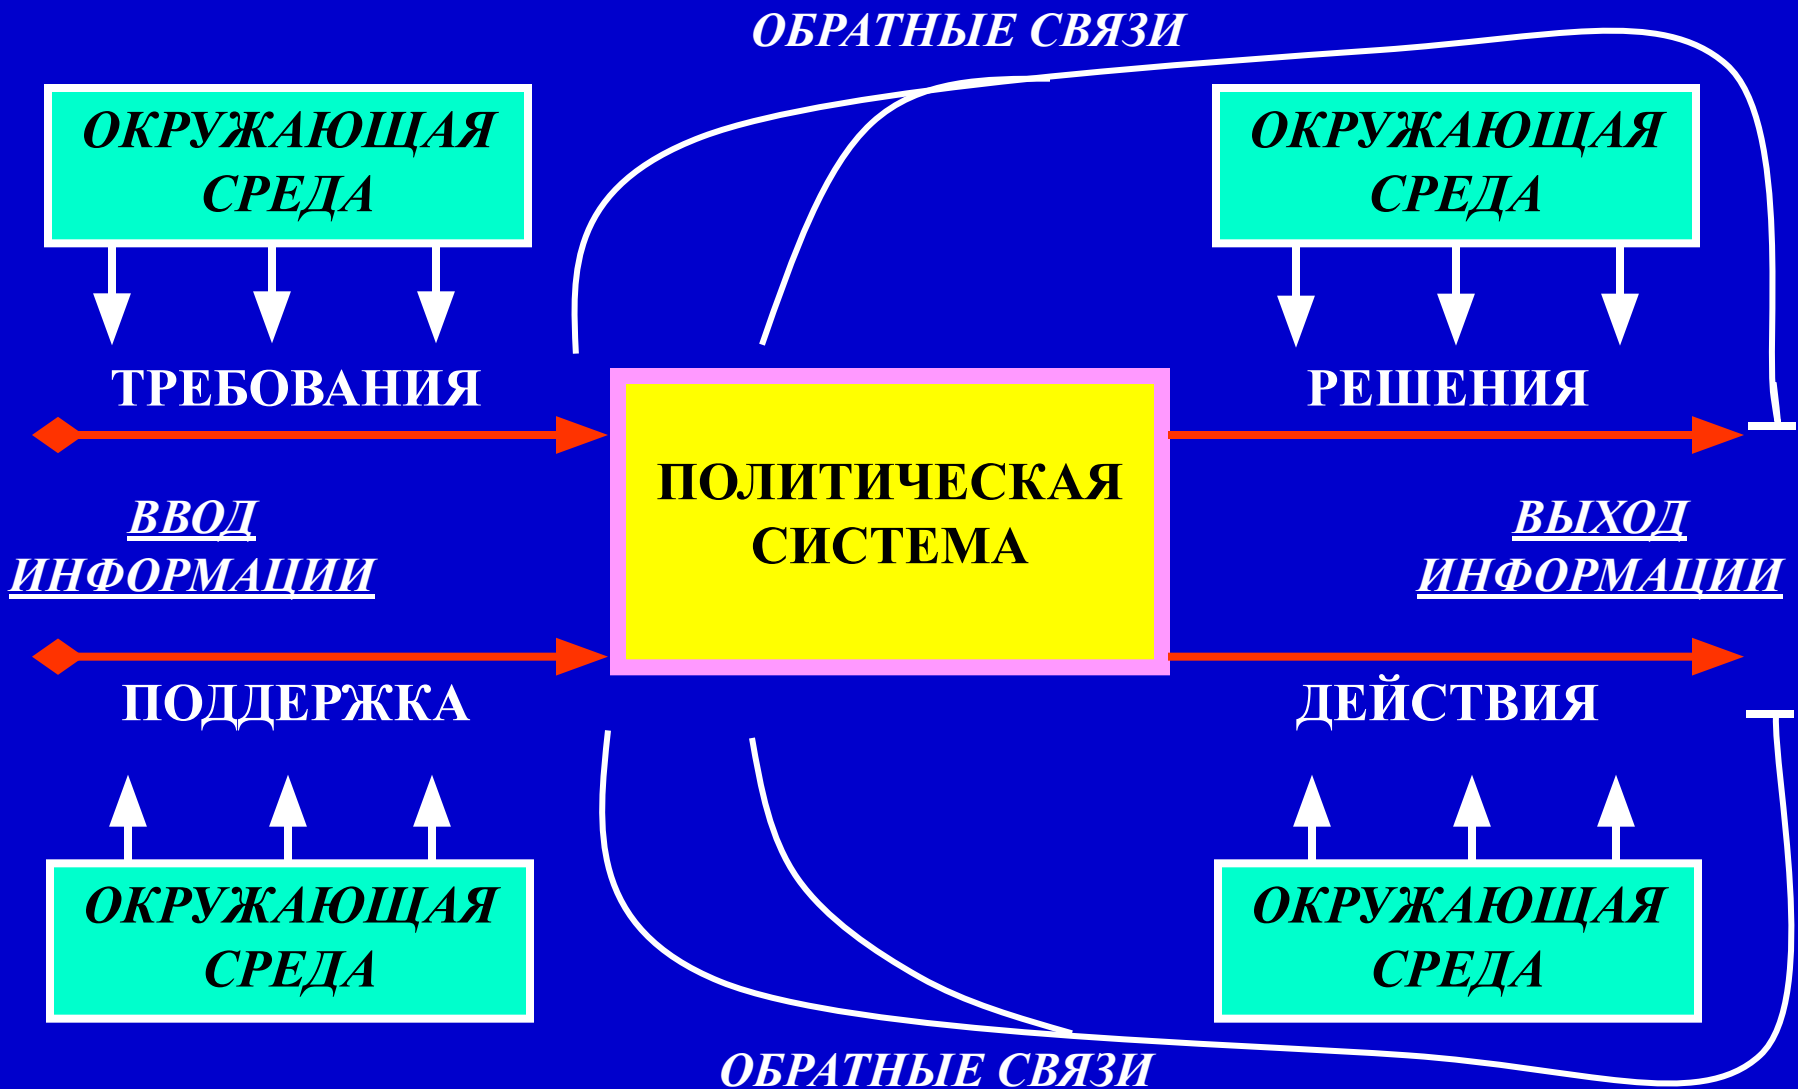 ОБРАТНЫЕ СВЯЗИ
ОКРУЖАЮЩАЯ
СРЕДА
ОКРУЖАЮЩАЯ
СРЕДА
ТРЕБОВАНИЯ
РЕШЕНИЯ
ПОЛИТИЧЕСКАЯ
СИСТЕМА
ВВОД
ИНФОРМАЦИИ
ВЫХОД
ИНФОРМАЦИИ
ПОДДЕРЖКА
ДЕЙСТВИЯ
ОКРУЖАЮЩАЯ
СРЕДА
ОКРУЖАЮЩАЯ
СРЕДА
ОБРАТНЫЕ СВЯЗИ